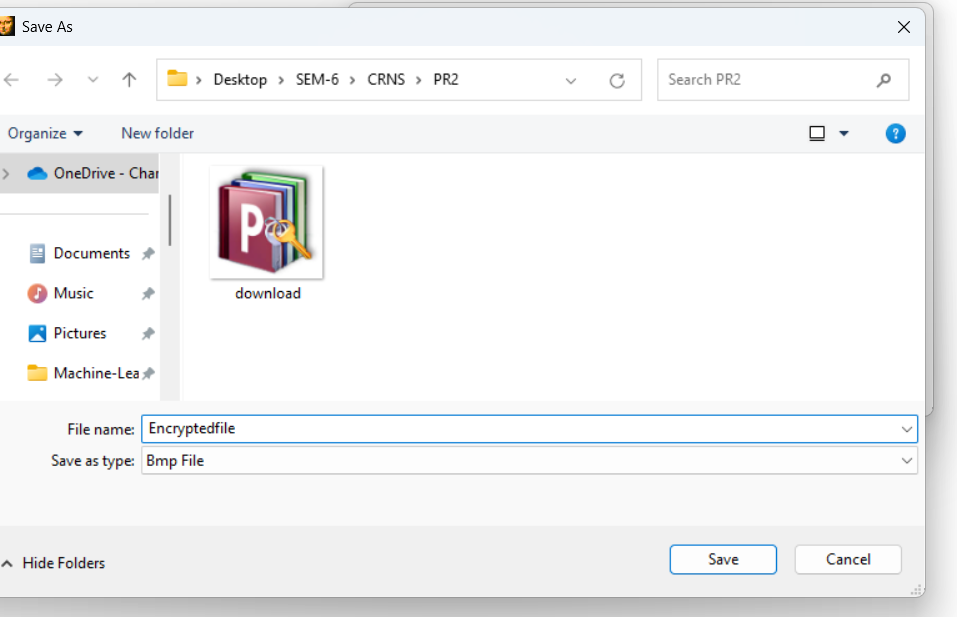 Save As
Desktop > SEM-6 > CRNS > PR2
Search PR2
Organize
New folder
?
OneDrive - Char
Documents
Music
Pictures
Machine-Lea
P
download
File name: Encryptedfile
Save as type: Bmp File
Hide Folders
Save
Cancel